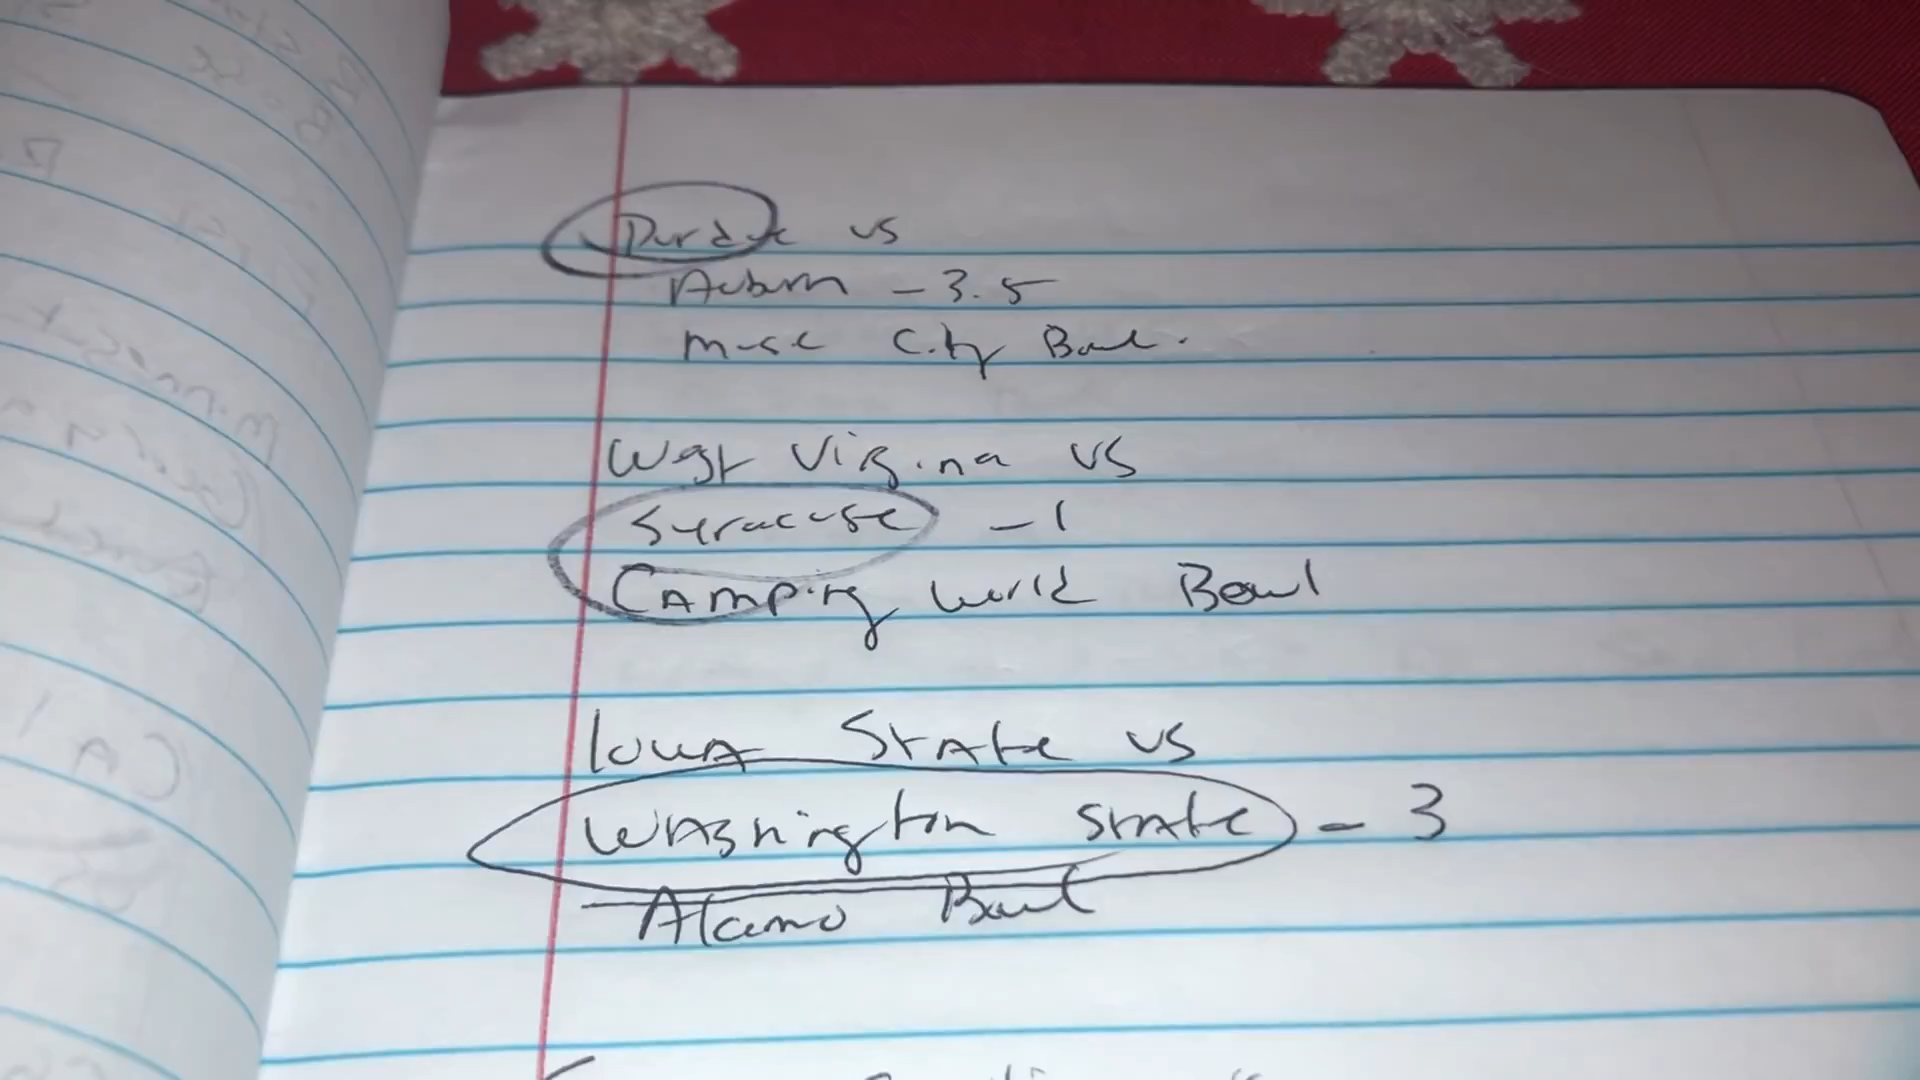 Purdue vs
Auburn - 3.5
Music City Bowl.
West Virgina vs
Syracuse - 1
Camping World Bowl
Iowa State vs
Washington State - 3
Alamo Bowl